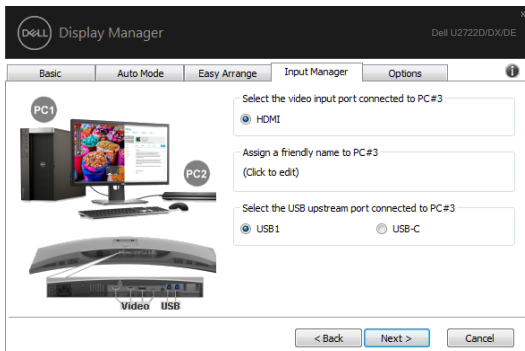 DELL Display Manager
Dell U2722D/DX/DE
Basic Auto Mode Easy Arrange Input Manager Options
Select the video input port connected to PC#3
HDMI
Assign a friendly name to PC#3
(Click to edit)
Select the USB upstream port connected to PC#3
USB1 USB-C
PC1
PC2
Video USB
< Back Next > Cancel